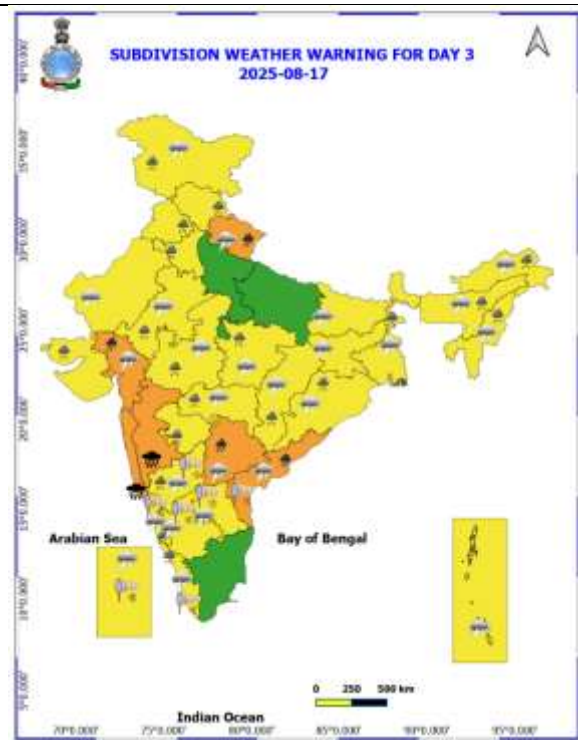 SUBDIVISION WEATHER WARNING FOR DAY 3
2025-08-17
Arabian Sea
Bay of Bengal
0 250 500 km
Indian Ocean
70°0.000' 75°0.000' 80°0.000' 85°0.000' 90°0.000' 95°0.000'